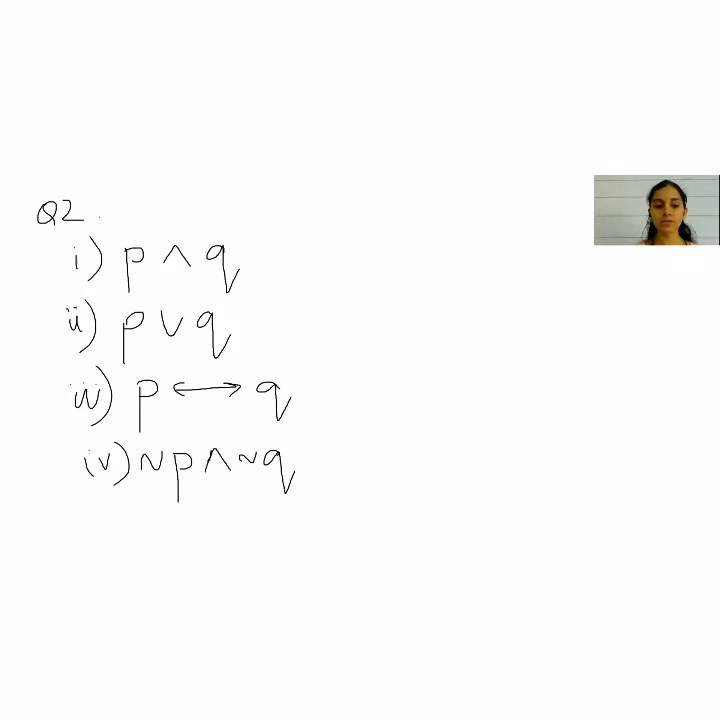 Q2.
i) p ∧ q
ii) p ∨ q
iii) p ↔ q
iv) ~p ∧ ~q